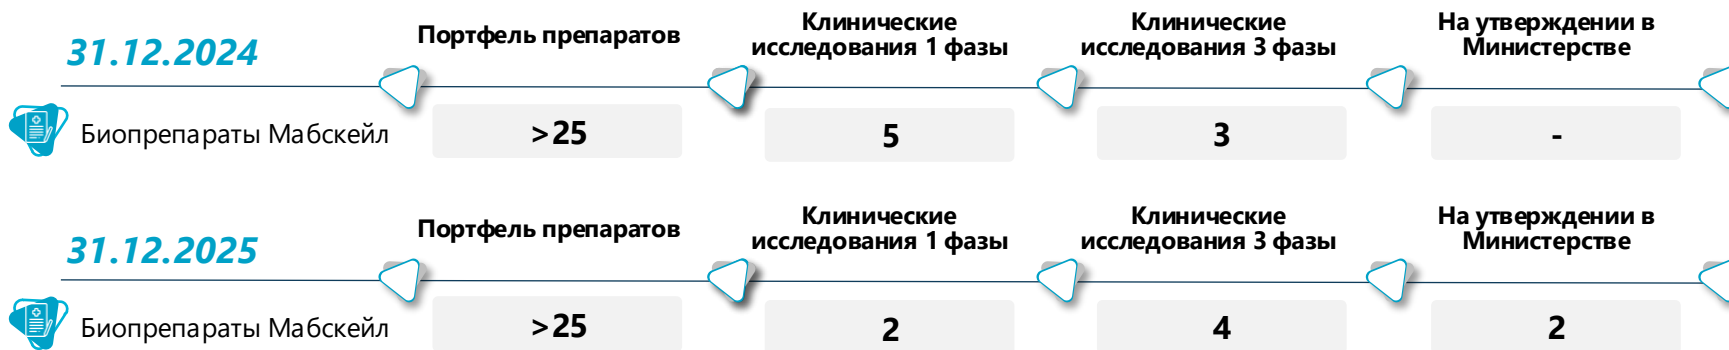 31.12.2024
Портфель препаратов
Клинические
исследования 1 фазы
Клинические
исследования 3 фазы
На утверждении в
Министерстве
Биопрепараты Мабскейл
>25
5
3
-
31.12.2025
Портфель препаратов
Клинические
исследования 1 фазы
Клинические
исследования 3 фазы
На утверждении в
Министерстве
Биопрепараты Мабскейл
>25
2
4
2